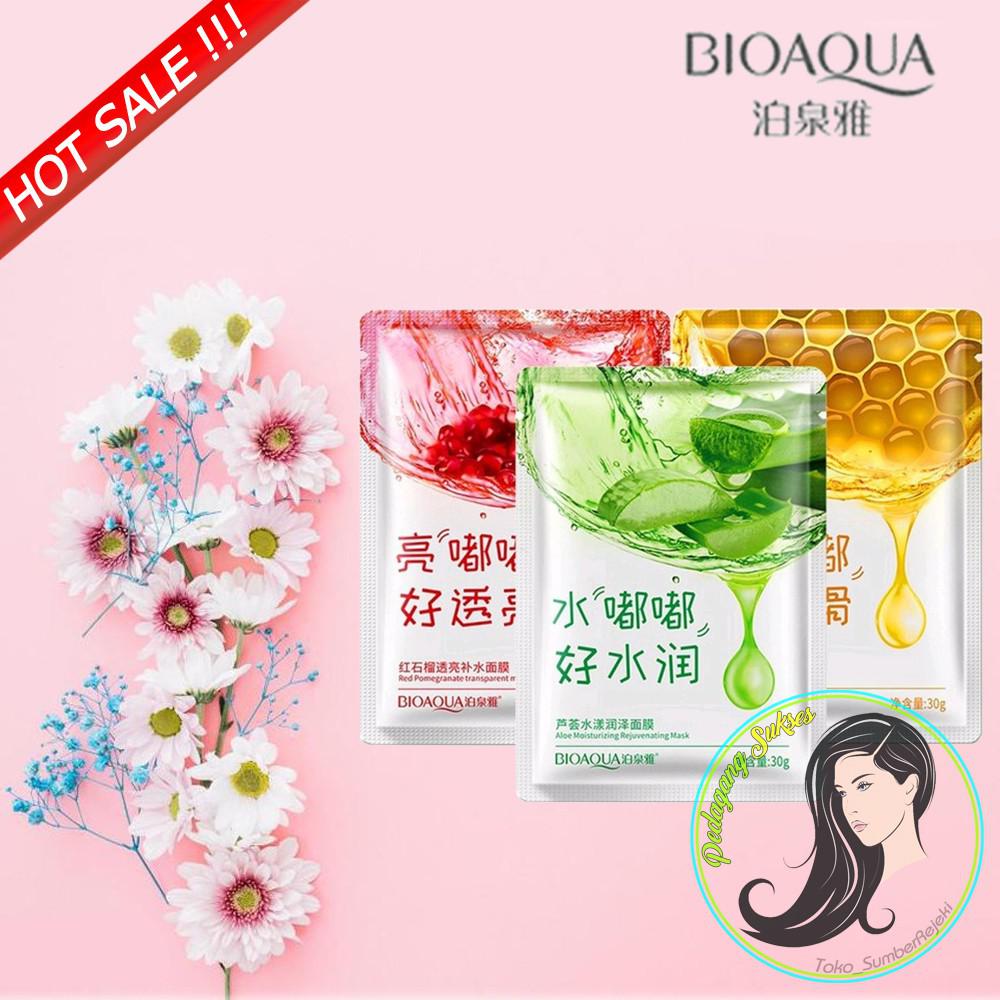 HOT SALE !!!
BIOAQUA
泊泉雅
亮"嘟
好透亮
红石榴透亮补水面膜
Red Pomegranate transparent m
BIOAQUA泊泉雅
水"嘟嘟"
好水润
芦荟水漾润泽面膜
Aloe Moisturizing Rejuvenating Mask
BIOAQUA泊泉雅®
含量:30g
嘟
滑
净含量:30g
Pedagang Sukses
Toko_SumberRejeki